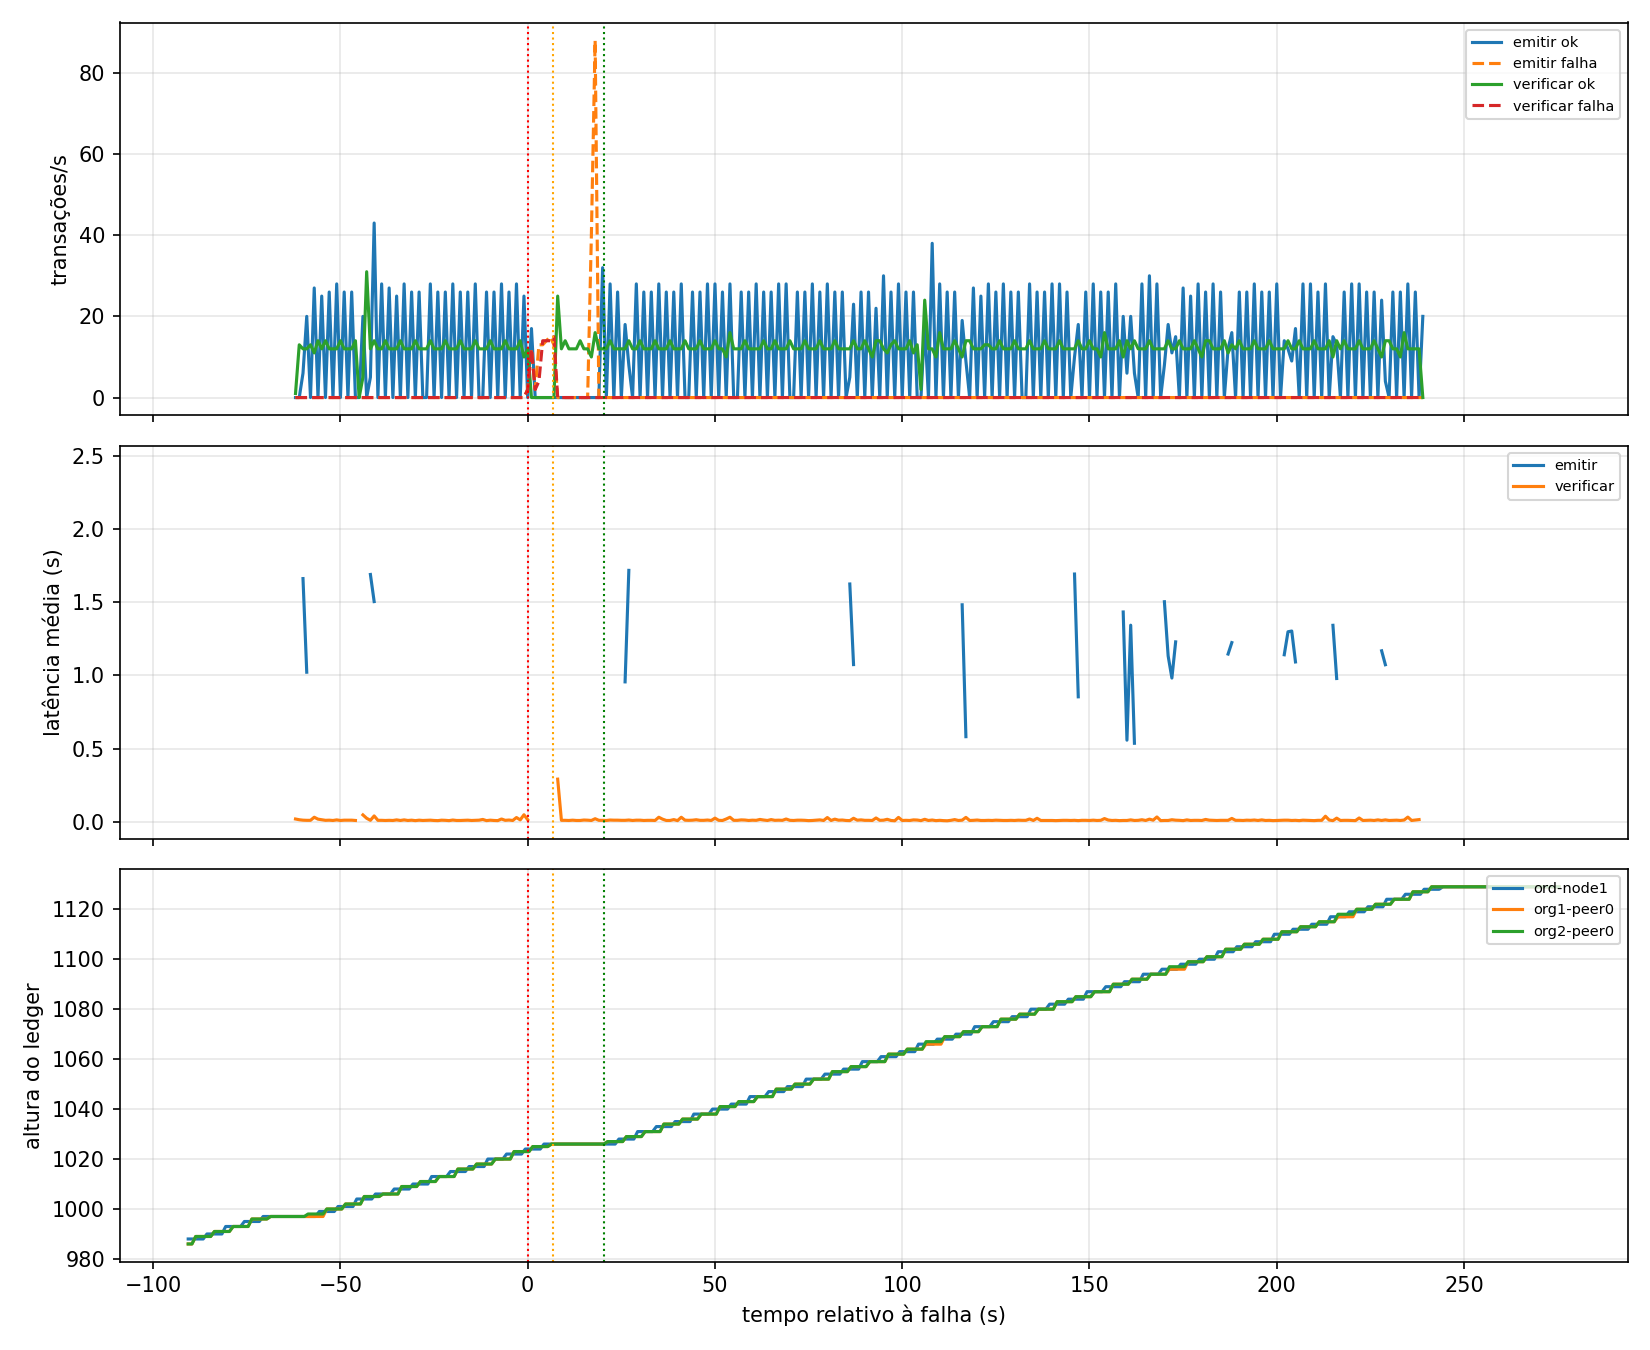 transações/s
80
60
40
20
0
emitir ok
emitir falha
verificar ok
verificar falha
latência média (s)
2.5
2.0
1.5
1.0
0.5
0.0
emitir
verificar
altura do ledger
1120
1100
1080
1060
1040
1020
1000
980
ord-node1
org1-peer0
org2-peer0
−100 −50 0 50 100 150 200 250
tempo relativo à falha (s)